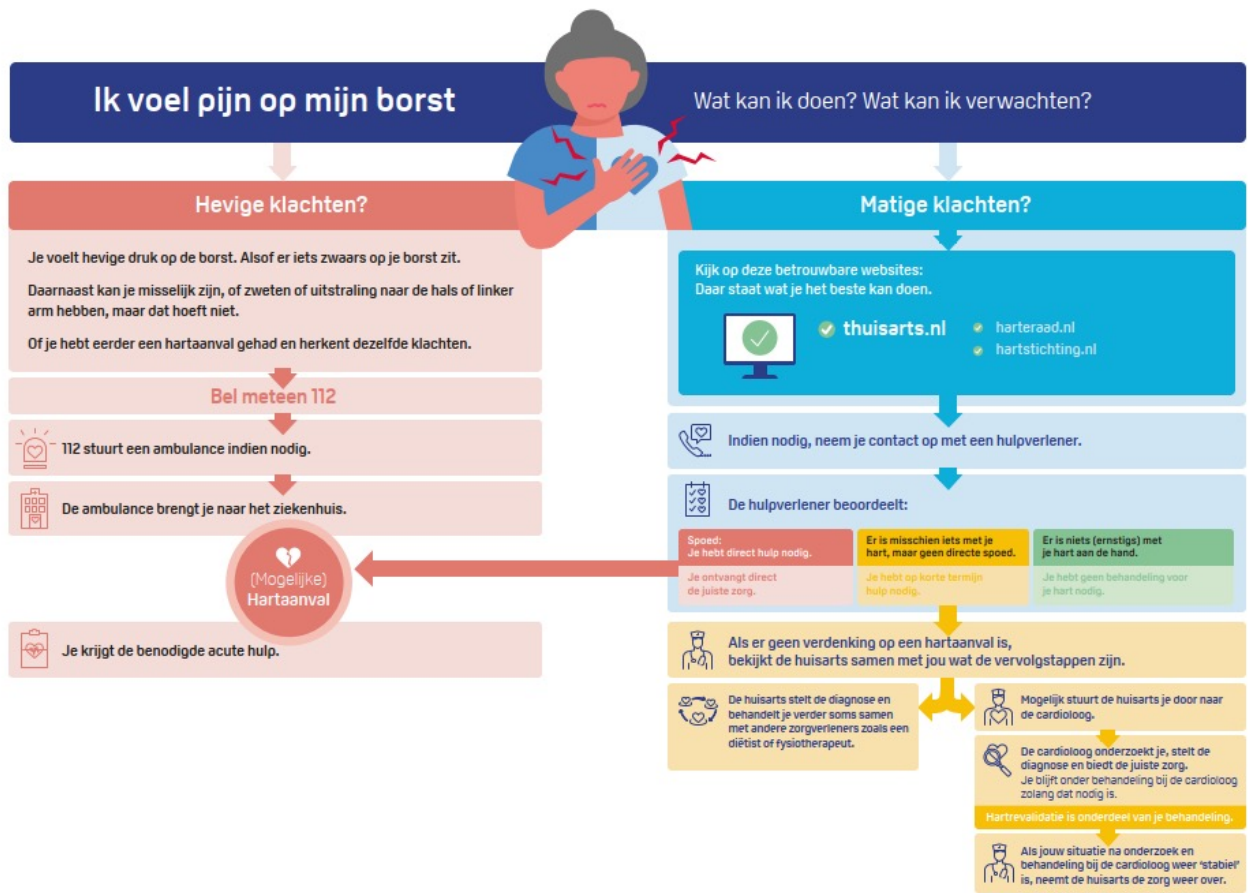 Ik voel pijn op mijn borst
Wat kan ik doen? Wat kan ik verwachten?
Hevige klachten?
Je voelt hevige druk op de borst. Alsof er iets zwaars op je borst zit.
Daarnaast kan je misselijk zijn, of zweten of uitstraling naar de hals of linker
arm hebben, maar dat hoeft niet.
Of je hebt eerder een hartaanval gehad en herkent dezelfde klachten.
Bel meteen 112
112 stuurt een ambulance indien nodig.
De ambulance brengt je naar het ziekenhuis.
(Mogelijke)
Hartaanval
Je krijgt de benodigde acute hulp.
Matige klachten?
Kijk op deze betrouwbare websites:
Daar staat wat je het beste kan doen.
thuisarts.nl
harteraad.nl
hartstichting.nl
Indien nodig, neem je contact op met een hulpverlener.
De hulpverlener beoordeelt:
Spoed:
Je hebt direct hulp nodig.
Je ontvangt direct
de juiste zorg.
Er is misschien iets met je
hart, maar geen directe spoed.
Je hebt op korte termijn
hulp nodig.
Er is niets (ernstigs) met
je hart aan de hand.
Je hebt geen behandeling voor
je hart nodig.
Als er geen verdenking op een hartaanval is,
bekijkt de huisarts samen met jou wat de vervolgstappen zijn.
De huisarts stelt de diagnose en
behandelt je verder soms samen
met andere zorgverleners zoals een
diëtist of fysiotherapeut.
Mogelijk stuurt de huisarts je door naar
de cardioloog.
De cardioloog onderzoekt je, stelt de
diagnose en biedt de juiste zorg.
Je blijft onder behandeling bij de cardioloog
zolang dat nodig is.
Hartrevalidatie is onderdeel van je behandeling.
Als jouw situatie na onderzoek en
behandeling bij de cardioloog weer ‘stabiel’
is, neemt de huisarts de zorg weer over.